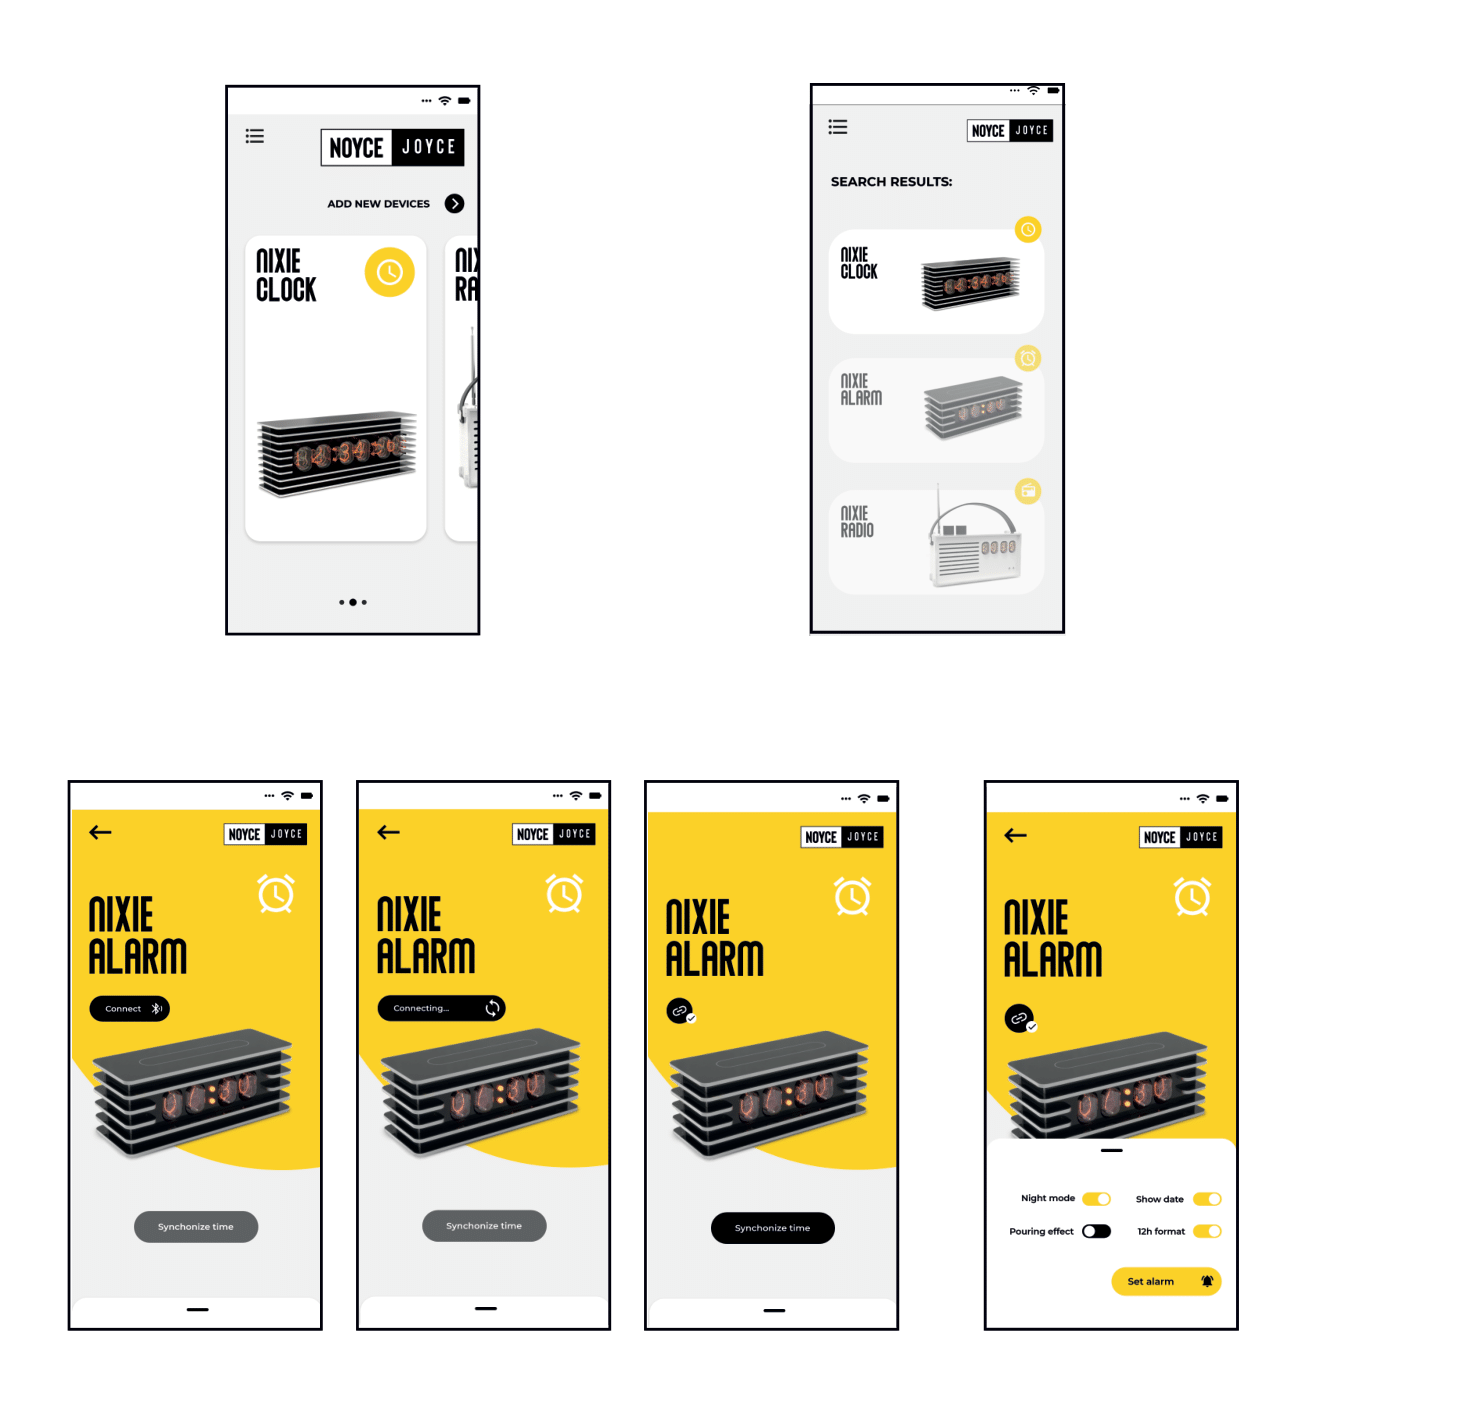 NOYCE JOYCE
ADD NEW DEVICES
NIXIE
CLOCK
NIX
RA
NOYCE JOYCE
SEARCH RESULTS:
NIXIE
CLOCK
NIXIE
ALARM
NIXIE
RADIO
NOYCE JOYCE
NIXIE
ALARM
Connect
Synchonize time
NOYCE JOYCE
NIXIE
ALARM
Connecting...
Synchonize time
NOYCE JOYCE
NIXIE
ALARM
Synchonize time
NOYCE JOYCE
NIXIE
ALARM
Night mode Show date
Pouring effect 12h format
Set alarm